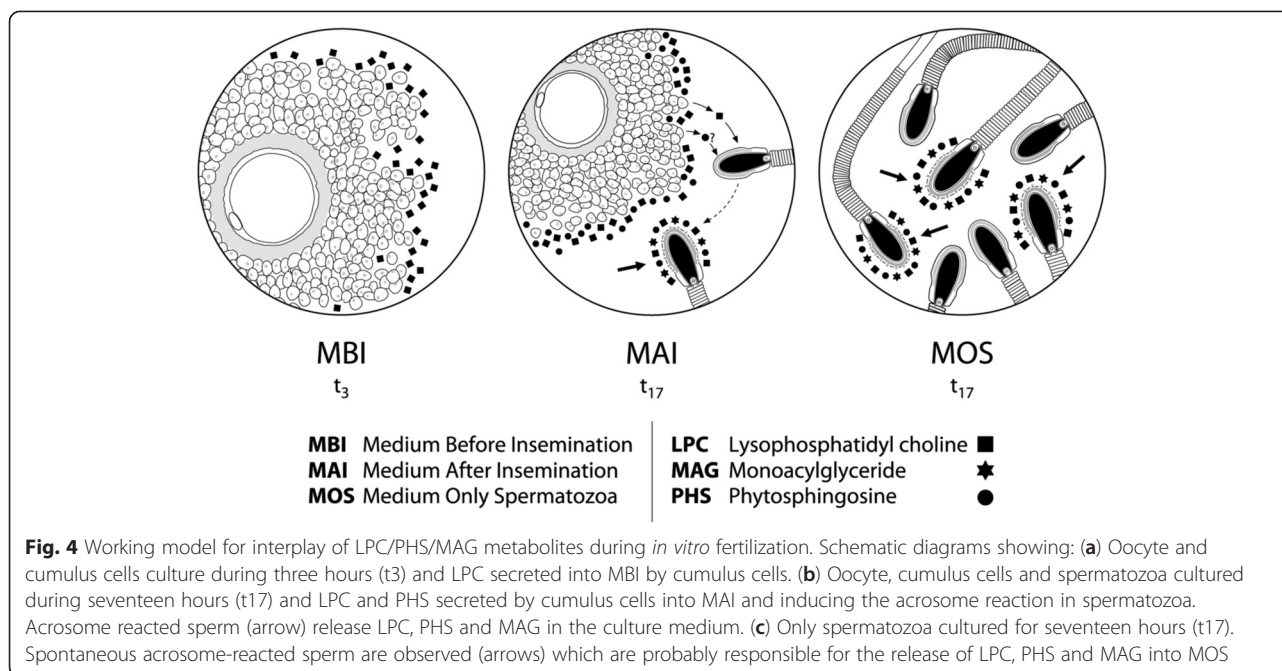 ?
MBI
t3
MAI
t17
MOS
t17
MBI Medium Before Insemination
MAI Medium After Insemination
MOS Medium Only Spermatozoa
LPC Lysophosphatidyl choline ■
MAG Monoacylglyceride ✶
PHS Phytosphingosine ●
Fig. 4 Working model for interplay of LPC/PHS/MAG metabolites during in vitro fertilization. Schematic diagrams showing: (a) Oocyte and
cumulus cells culture during three hours (t3) and LPC secreted into MBI by cumulus cells. (b) Oocyte, cumulus cells and spermatozoa cultured
during seventeen hours (t17) and LPC and PHS secreted by cumulus cells into MAI and inducing the acrosome reaction in spermatozoa.
Acrosome reacted sperm (arrow) release LPC, PHS and MAG in the culture medium. (c) Only spermatozoa cultured for seventeen hours (t17).
Spontaneous acrosome-reacted sperm are observed (arrows) which are probably responsible for the release of LPC, PHS and MAG into MOS